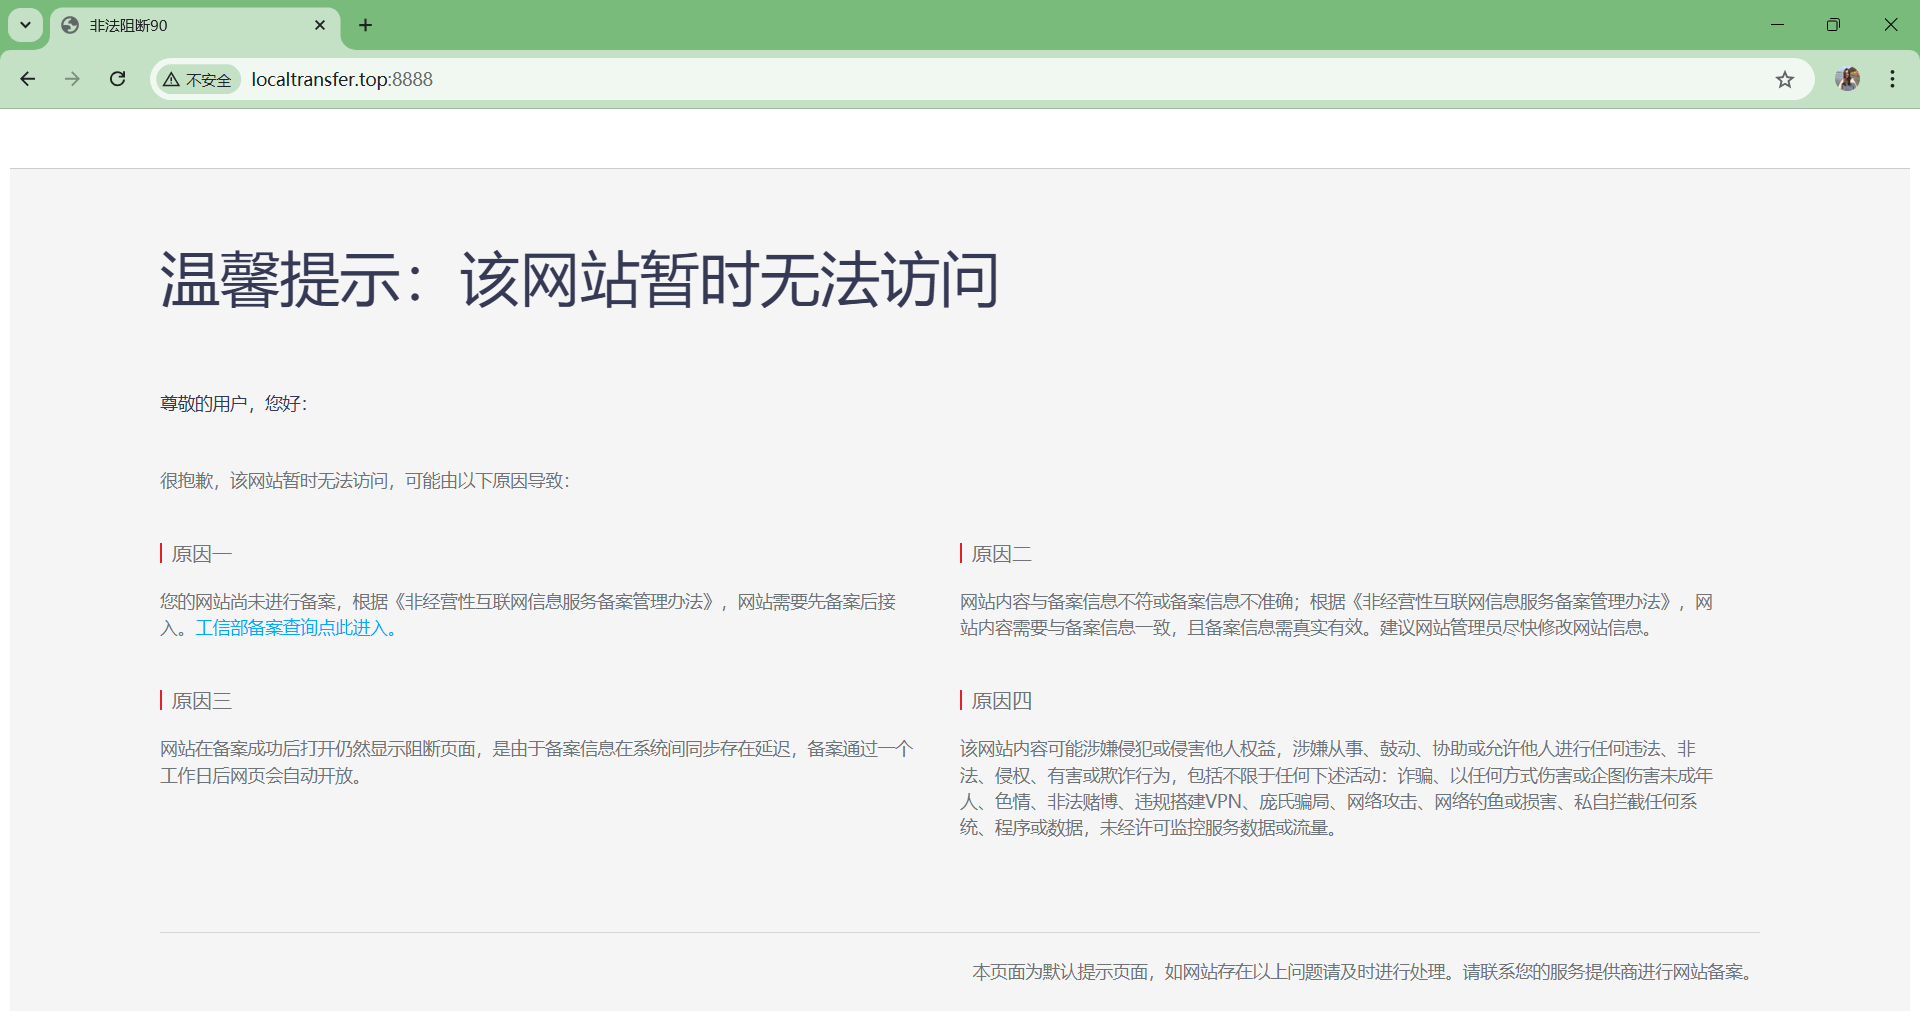 非法阻断90
不安全
localtransfer.top:8888
温馨提示：该网站暂时无法访问
尊敬的用户，您好：
很抱歉，该网站暂时无法访问，可能由以下原因导致：
原因一
您的网站尚未进行备案，根据《非经营性互联网信息服务备案管理办法》，网站需要先备案后接
入。工信部备案查询点此进入。
原因二
网站内容与备案信息不符或备案信息不准确；根据《非经营性互联网信息服务备案管理办法》，网
站内容需要与备案信息一致，且备案信息需真实有效。建议网站管理员尽快修改网站信息。
原因三
网站在备案成功后打开仍然显示阻断页面，是由于备案信息在系统间同步存在延迟，备案通过一个
工作日后网页会自动开放。
原因四
该网站内容可能涉嫌侵犯或侵害他人权益，涉嫌从事、鼓动、协助或允许他人进行任何违法、非
法、侵权、有害或欺诈行为，包括不限于任何下述活动：诈骗、以任何方式伤害或企图伤害未成年
人、色情、非法赌博、违规搭建VPN、庞氏骗局、网络攻击、网络钓鱼或损害、私自拦截任何系
统、程序或数据，未经许可监控服务数据或流量。
本页面为默认提示页面，如网站存在以上问题请及时进行处理。请联系您的服务提供商进行网站备案。